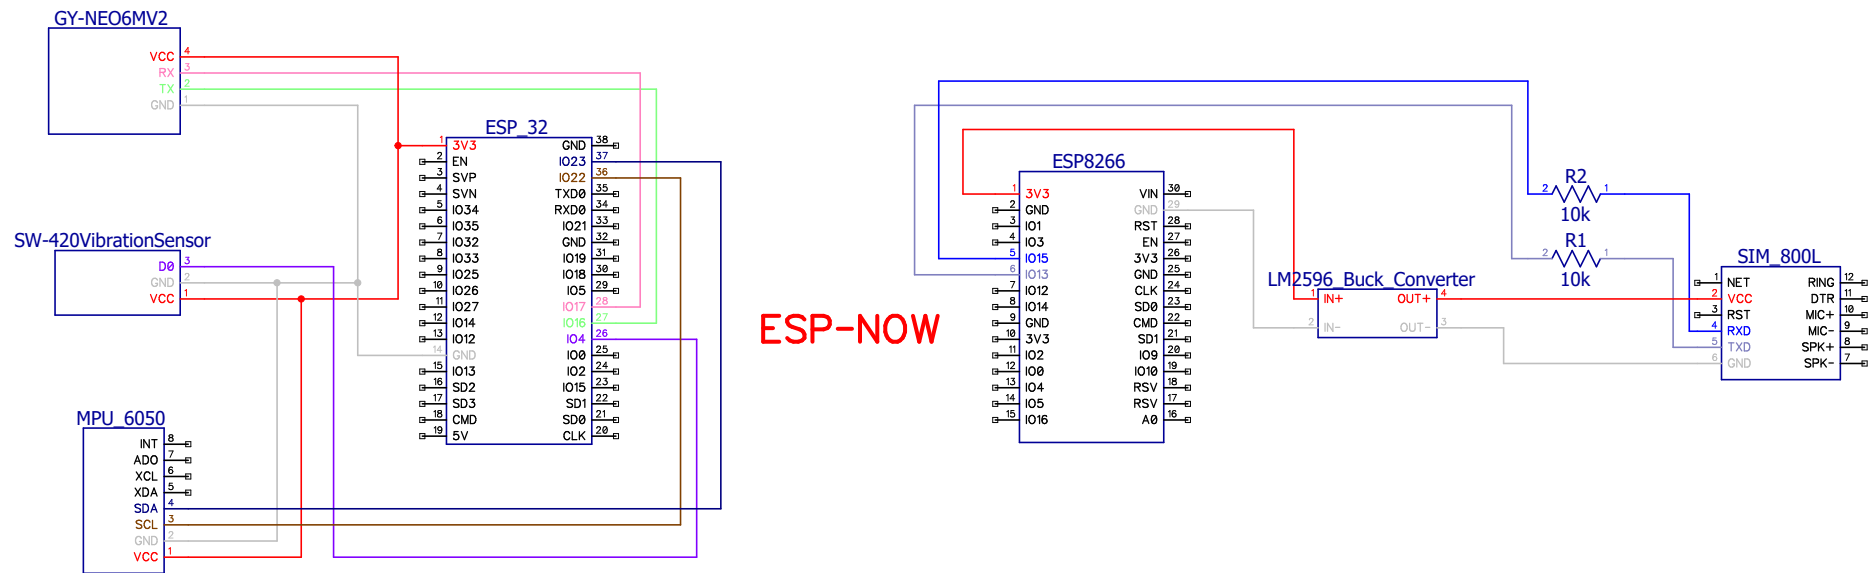 GY-NEO6MV2
VCC 4
RX 3
TX 2
GND 1
SW-420VibrationSensor
D0 3
GND 2
VCC 1
MPU_6050
INT 8
ADO 7
XCL 6
XDA 5
SDA 4
SCL 3
GND 2
VCC 1
ESP_32
1 3V3 GND 38
2 EN IO23 37
3 SVP IO22 36
4 SVN TXD0 35
5 IO34 RXD0 34
6 IO35 IO21 33
7 IO32 GND 32
8 IO33 IO19 31
9 IO25 IO18 30
10 IO26 IO5 29
11 IO27 IO17 28
12 IO14 IO16 27
13 IO12 IO4 26
14 GND IO0 25
15 IO13 IO2 24
16 SD2 IO15 23
17 SD3 SD1 22
18 CMD SD0 21
19 5V CLK 20
ESP-NOW
ESP8266
1 3V3 VIN 30
2 GND GND 29
3 IO1 RST 28
4 IO3 EN 27
5 IO15 3V3 26
6 IO13 GND 25
7 IO12 CLK 24
8 IO14 SD0 23
9 GND CMD 22
10 3V3 SD1 21
11 IO2 IO9 20
12 IO0 IO10 19
13 IO4 RSV 18
14 IO5 RSV 17
15 IO16 A0 16
LM2596_Buck_Converter
1 IN+ OUT+ 4
2 IN- OUT- 3
R2
2 1
10k
R1
2 1
10k
SIM_800L
1 NET RING 12
2 VCC DTR 11
3 RST MIC+ 10
4 RXD MIC- 9
5 TXD SPK+ 8
6 GND SPK- 7